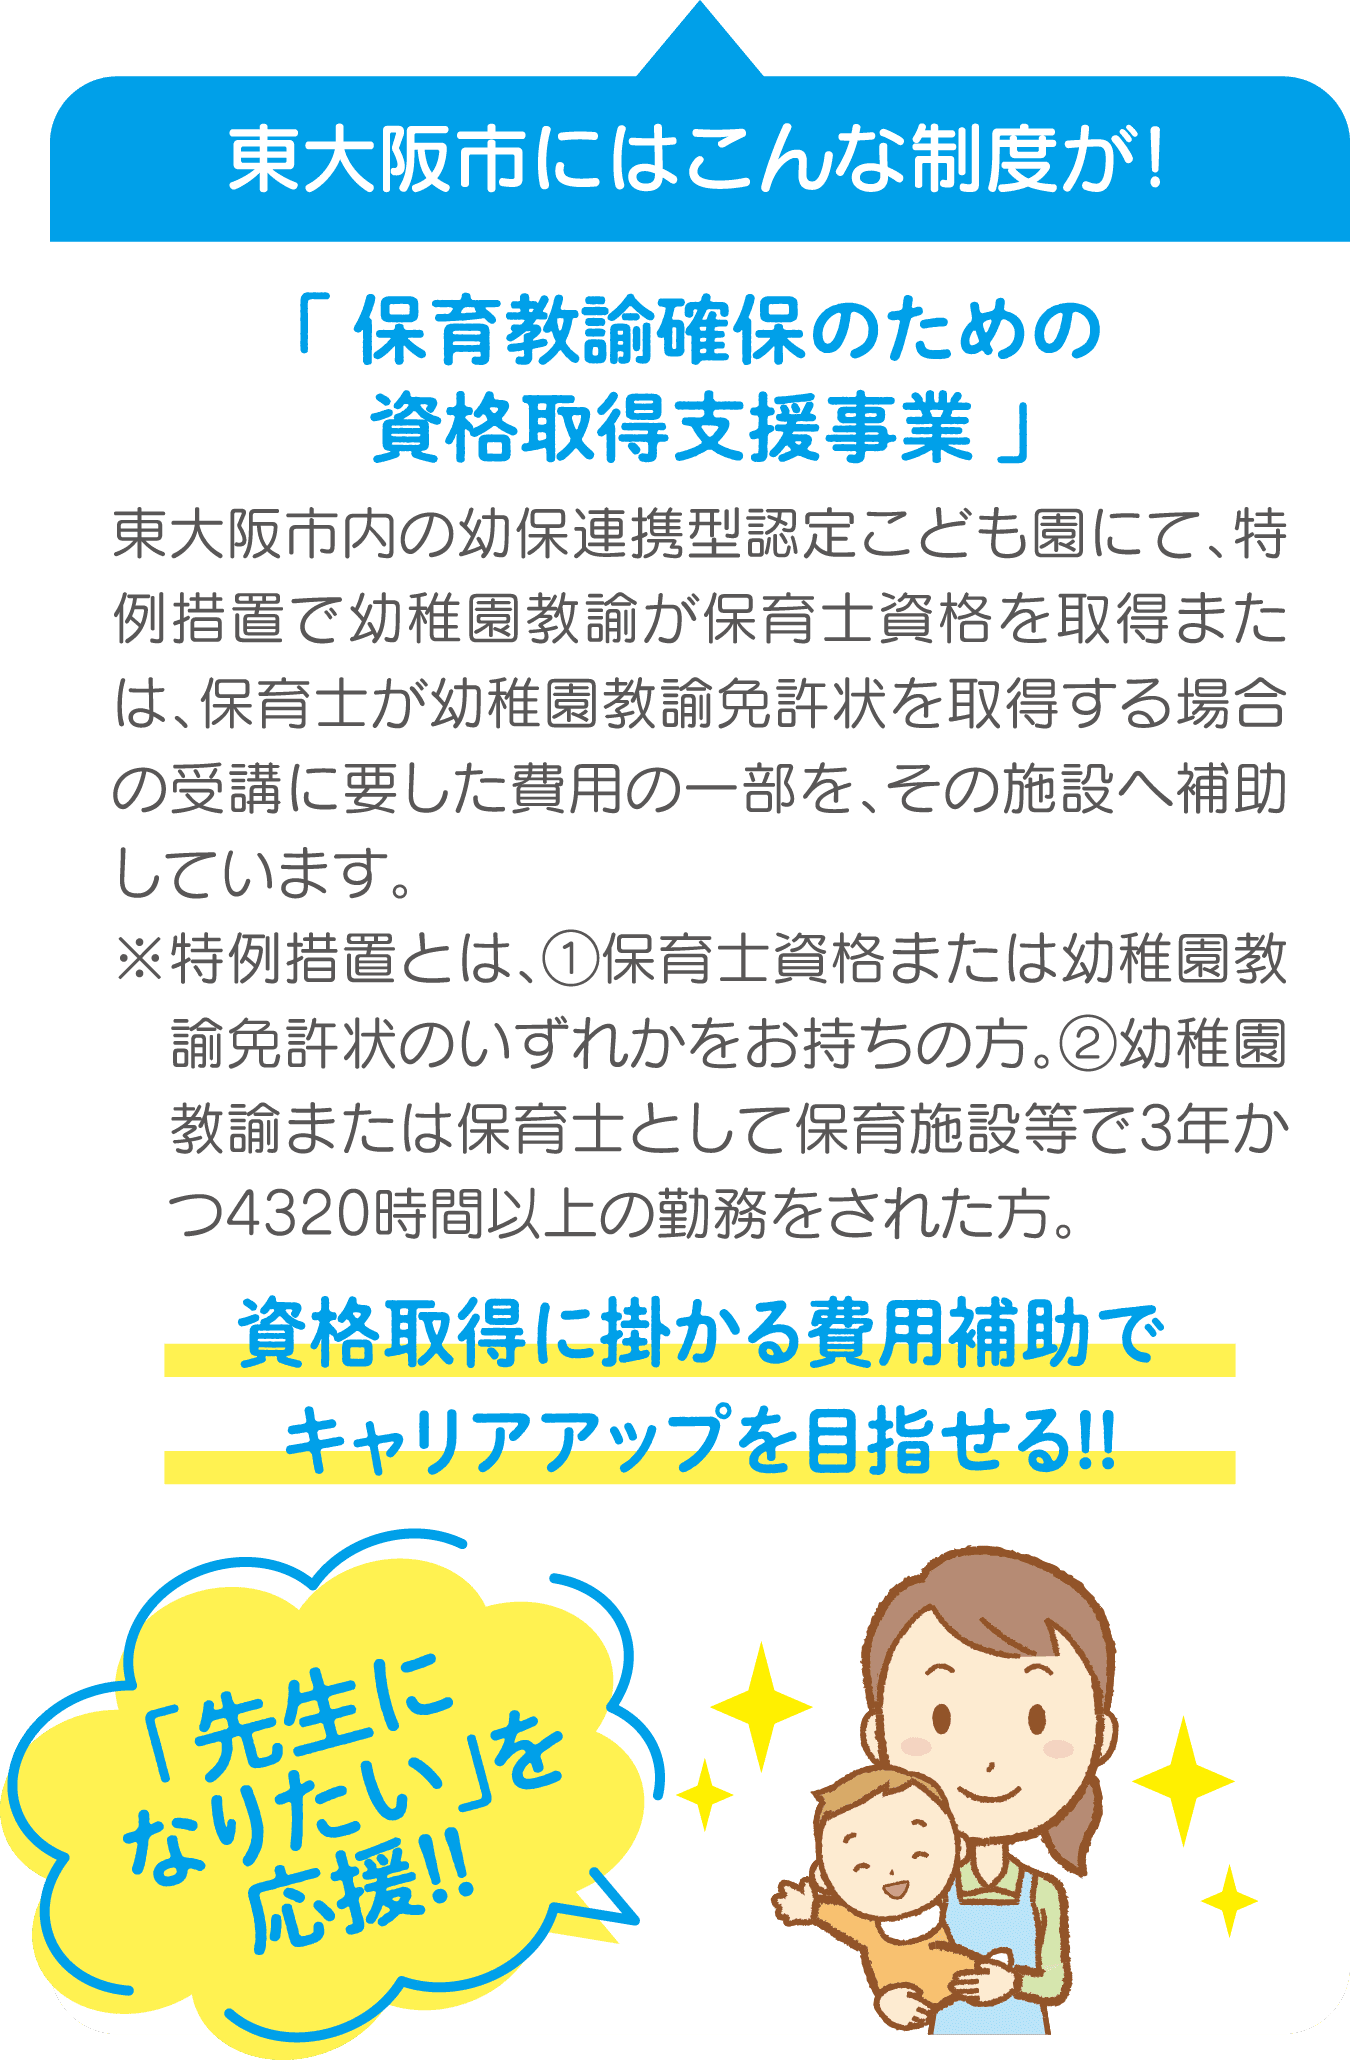 東大阪市にはこんな制度が!
「保育教諭確保のための
資格取得支援事業」
東大阪市内の幼保連携型認定こども園にて、特
例措置で幼稚園教諭が保育士資格を取得また
は、保育士が幼稚園教諭免許状を取得する場合
の受講に要した費用の一部を、その施設へ補助
しています。
※特例措置とは、①保育士資格または幼稚園教
諭免許状のいずれかをお持ちの方。②幼稚園
教諭または保育士として保育施設等で3年か
つ4320時間以上の勤務をされた方。
資格取得に掛かる費用補助で
キャリアアップを目指せる!!
「先生に
なりたい」を
応援!!